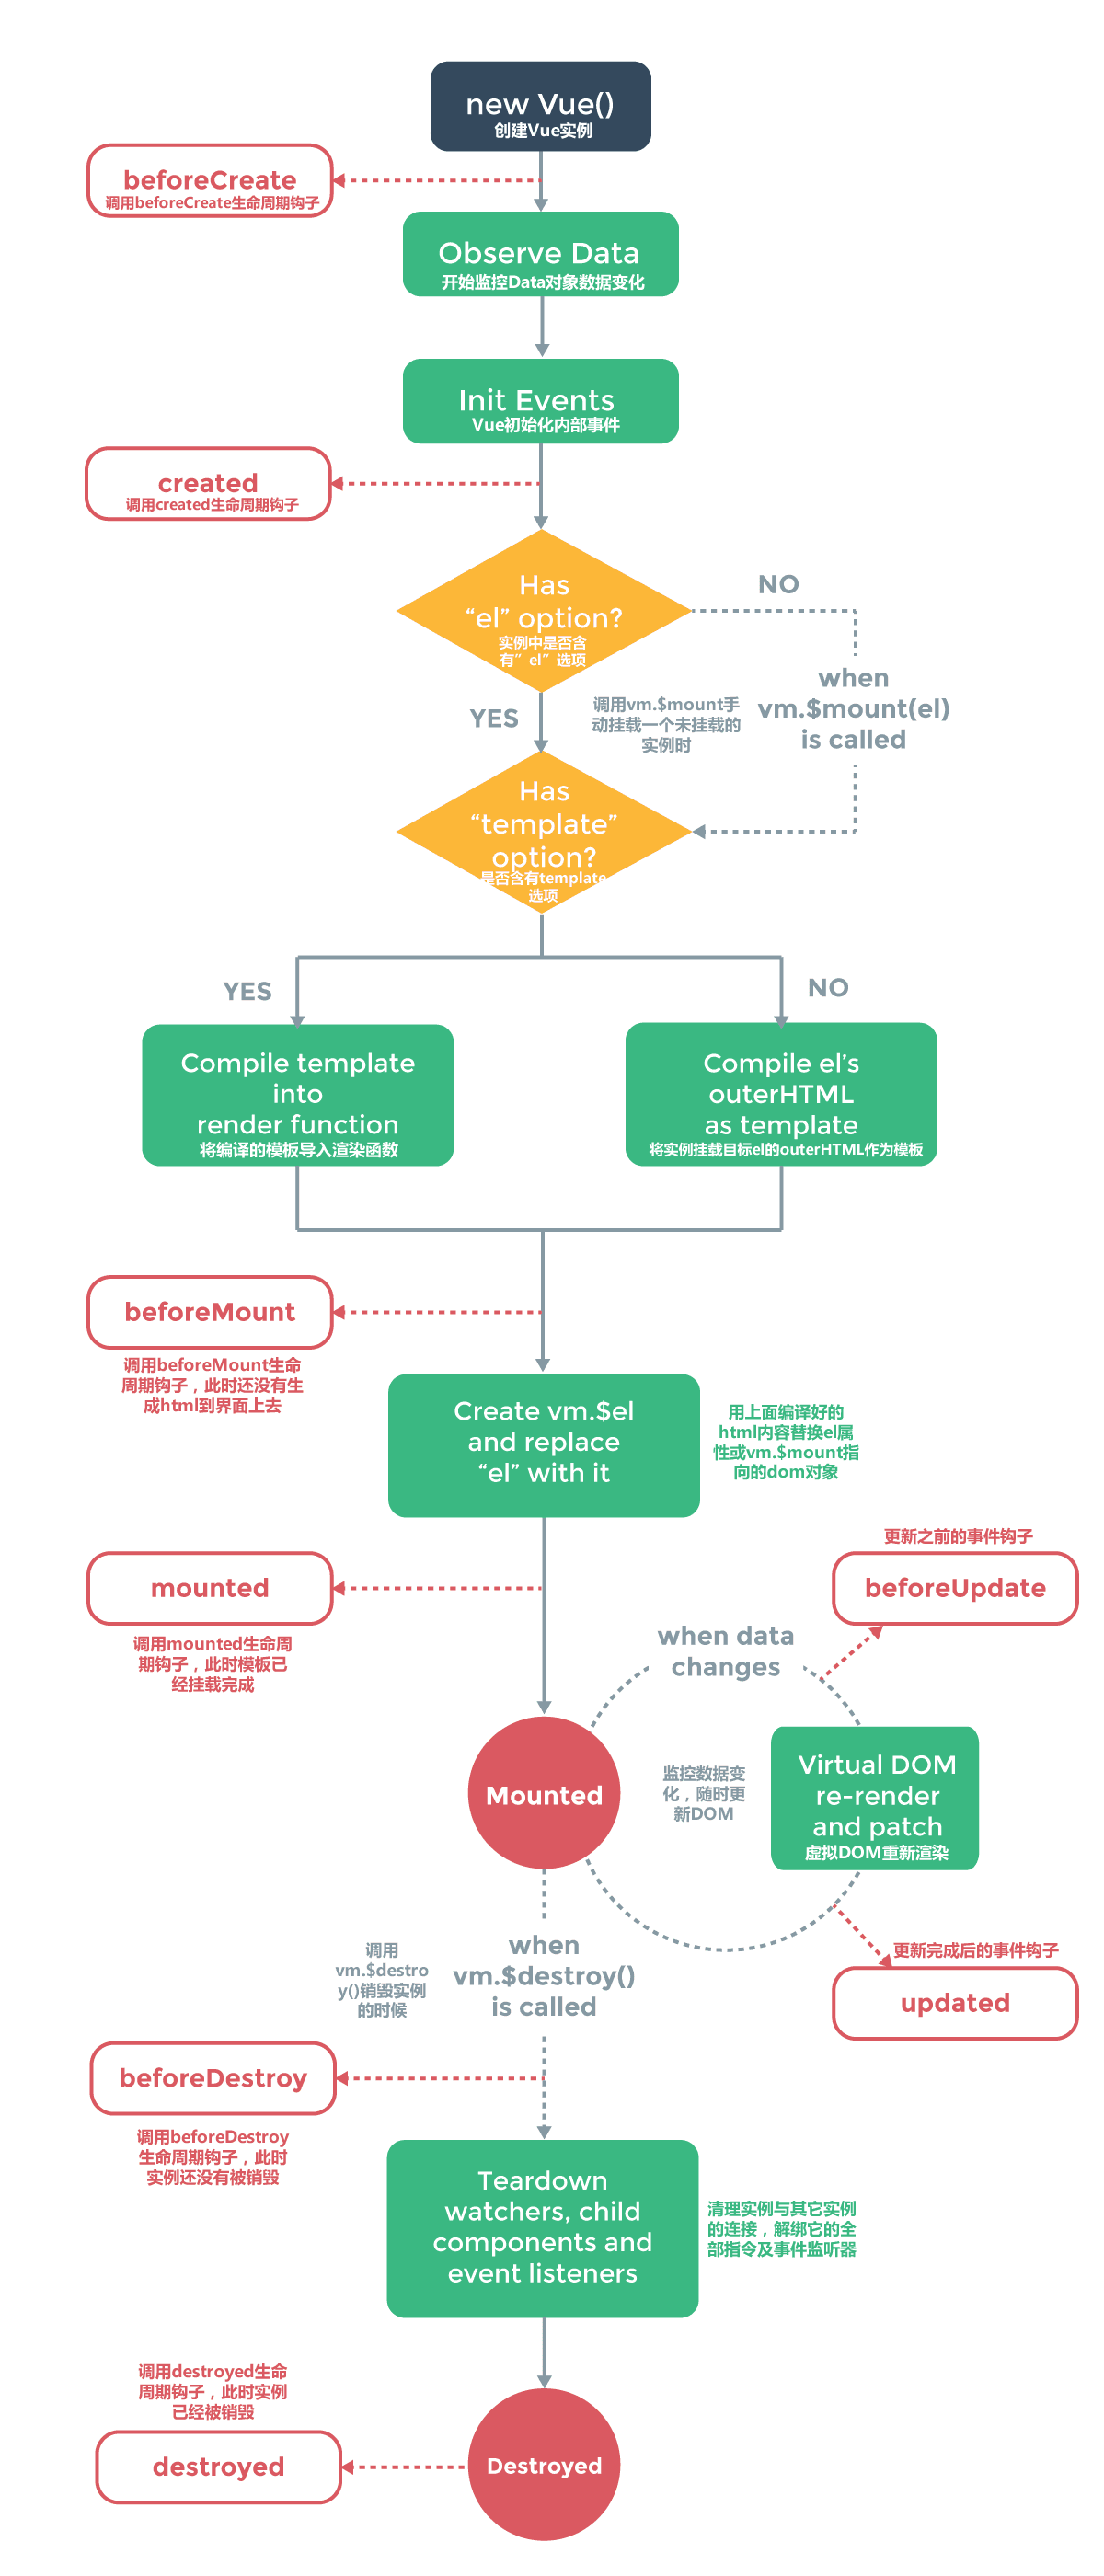 new Vue()
创建Vue实例
beforeCreate
调用beforeCreate生命周期钩子
Observe Data
开始监控Data对象数据变化
Init Events
Vue初始化内部事件
created
调用created生命周期钩子
Has
“el” option?
实例中是否含
有”el”选项
NO
when
vm.$mount(el)
is called
YES
调用vm.$mount手
动挂载一个未挂载的
实例时
Has
“template”
option?
是否含有template
选项
YES
NO
Compile template
into
render function
将编译的模板导入渲染函数
Compile el’s
outerHTML
as template
将实例挂载目标el的outerHTML作为模板
beforeMount
调用beforeMount生命
周期钩子，此时还没有生
成html到界面上去
Create vm.$el
and replace
“el” with it
用上面编译好的
html内容替换el属
性或vm.$mount指
向的dom对象
mounted
调用mounted生命周
期钩子，此时模板已
经挂载完成
更新之前的事件钩子
beforeUpdate
when data
changes
Mounted
监控数据变
化，随时更
新DOM
Virtual DOM
re-render
and patch
虚拟DOM重新渲染
更新完成后的事件钩子
updated
调用
vm.$destro
y()销毁实例
的时候
when
vm.$destroy()
is called
beforeDestroy
调用beforeDestroy
生命周期钩子，此时
实例还没有被销毁
Teardown
watchers, child
components and
event listeners
清理实例与其它实例
的连接，解绑它的全
部指令及事件监听器
调用destroyed生命
周期钩子，此时实例
已经被销毁
destroyed
Destroyed